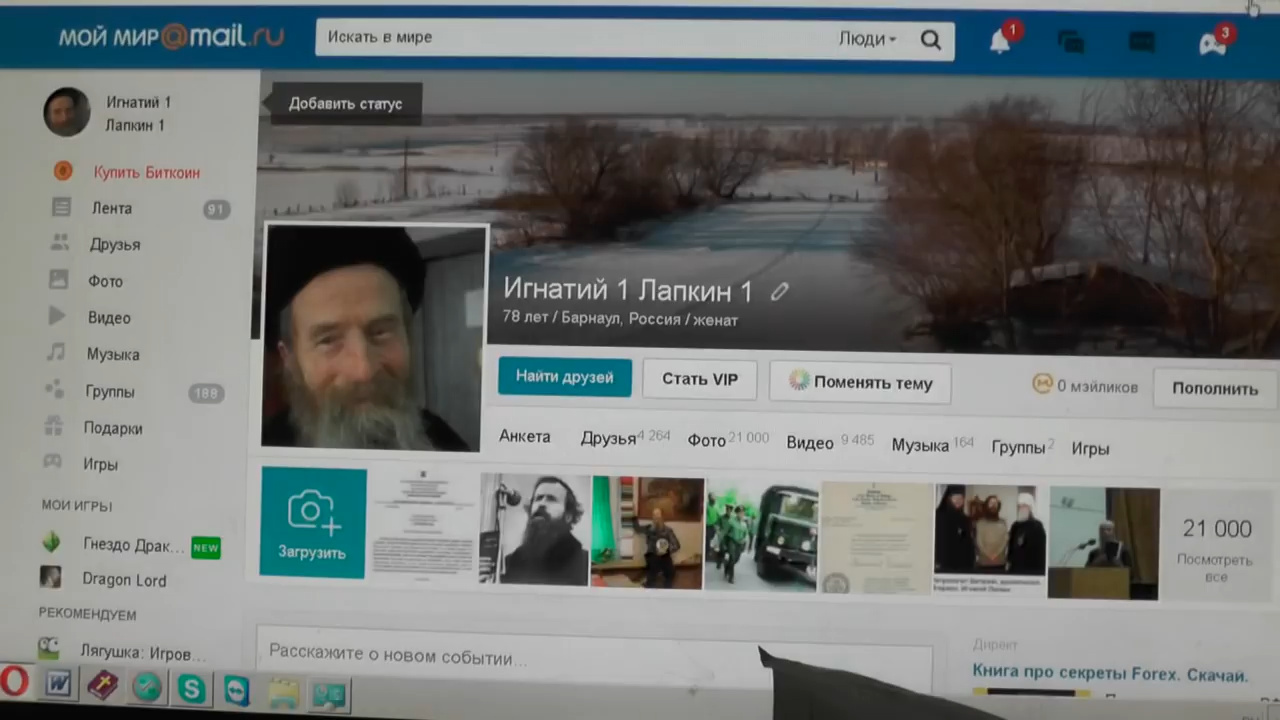 МОЙ МИР@mail.ru
Искать в мире
Люди
1
3
Игнатий 1
Лапкин 1
Добавить статус
Купить Биткоин
Лента 91
Друзья
Фото
Видео
Музыка
Группы 188
Подарки
Игры
МОИ ИГРЫ
Гнездо Драк... NEW
Dragon Lord
РЕКОМЕНДУЕМ
Лягушка: Игров...
Игнатий 1 Лапкин 1
78 лет / Барнаул, Россия / женат
Найти друзей
Стать VIP
Поменять тему
0 мэйликов
Пополнить
Анкета Друзья 4 264 Фото 21 000 Видео 9 485 Музыка 164 Группы 2 Игры
Загрузить
21 000
Посмотреть
все
Расскажите о новом событии...
Директ
Книга про секреты Forex. Скачай.